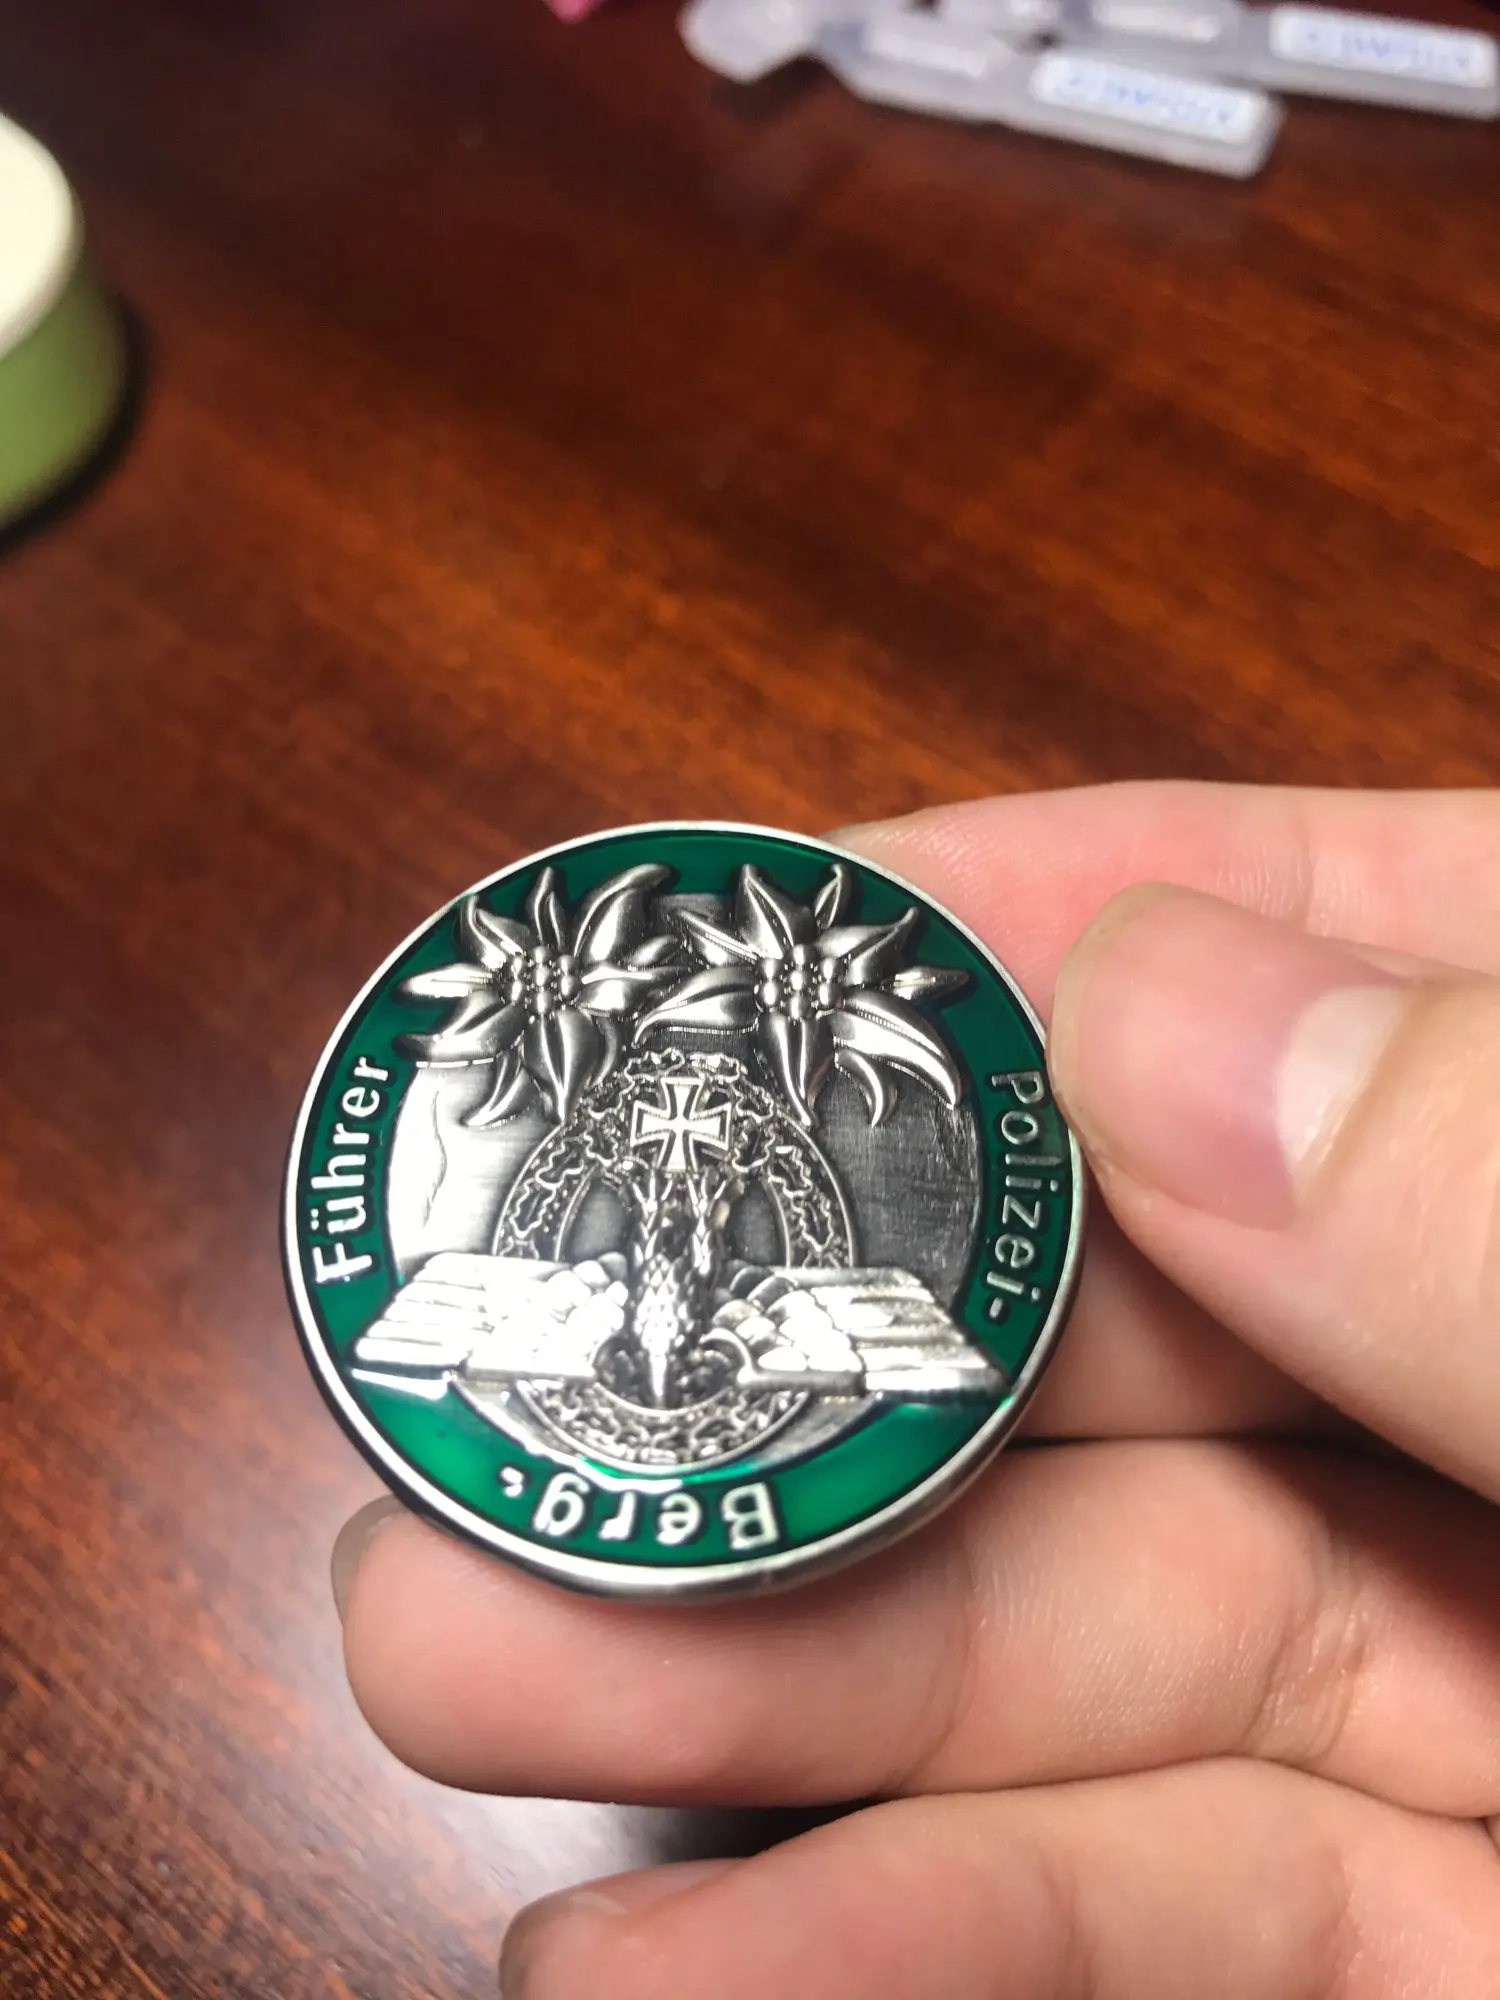 Polizei-
Berg-
Führer